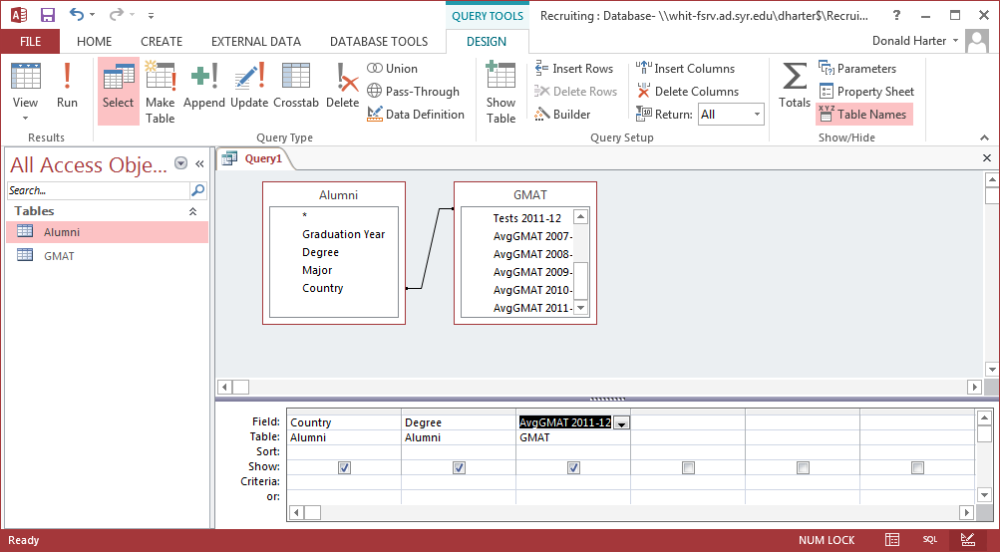 QUERY TOOLS
Recruiting : Database- \\whit-fsrv.ad.syr.edu\dharter$\Recrui...
?
FILE HOME CREATE EXTERNAL DATA DATABASE TOOLS DESIGN Donald Harter
View
Run
Select
Make Table
Append
Update
Crosstab
Delete
Union
Pass-Through
Data Definition
Show Table
Insert Rows
Delete Rows
Builder
Insert Columns
Delete Columns
Return: All
Totals
Parameters
Property Sheet
XYZ Table Names
Results Query Type Query Setup Show/Hide
All Access Obje...
Search...
Tables
Alumni
GMAT
Query1
Alumni
*
Graduation Year
Degree
Major
Country
GMAT
Tests 2011-12
AvgGMAT 2007-
AvgGMAT 2008-
AvgGMAT 2009-
AvgGMAT 2010-
AvgGMAT 2011-
Field: Country Degree AvgGMAT 2011-12
Table: Alumni Alumni GMAT
Sort:
Show:
Criteria:
or:
Ready NUM LOCK SQL